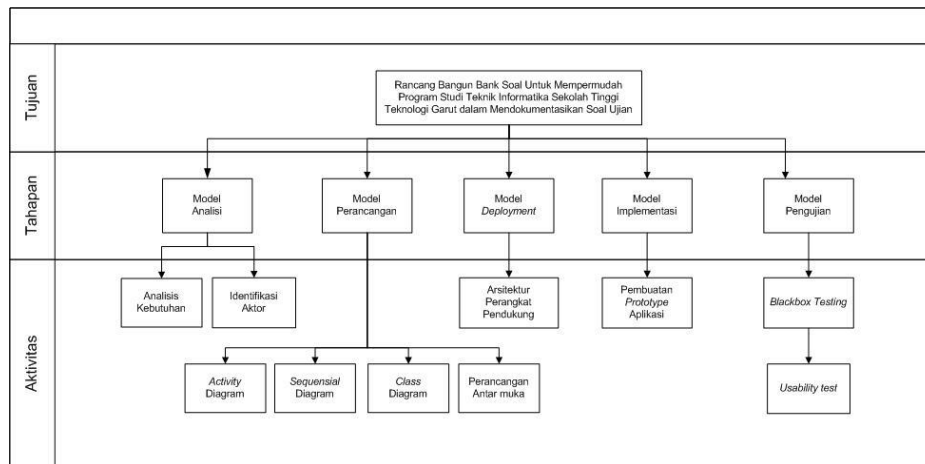 Tujuan
Rancang Bangun Bank Soal Untuk Mempermudah
Program Studi Teknik Informatika Sekolah Tinggi
Teknologi Garut dalam Mendokumentasikan Soal Ujian
Tahapan
Model
Analisi
Model
Perancangan
Model
Deployment
Model
Implementasi
Model
Pengujian
Aktivitas
Analisis
Kebutuhan
Identifikasi
Aktor
Arsitektur
Perangkat
Pendukung
Pembuatan
Prototype
Aplikasi
Blackbox Testing
Activity
Diagram
Sequensial
Diagram
Class
Diagram
Perancangan
Antar muka
Usability test